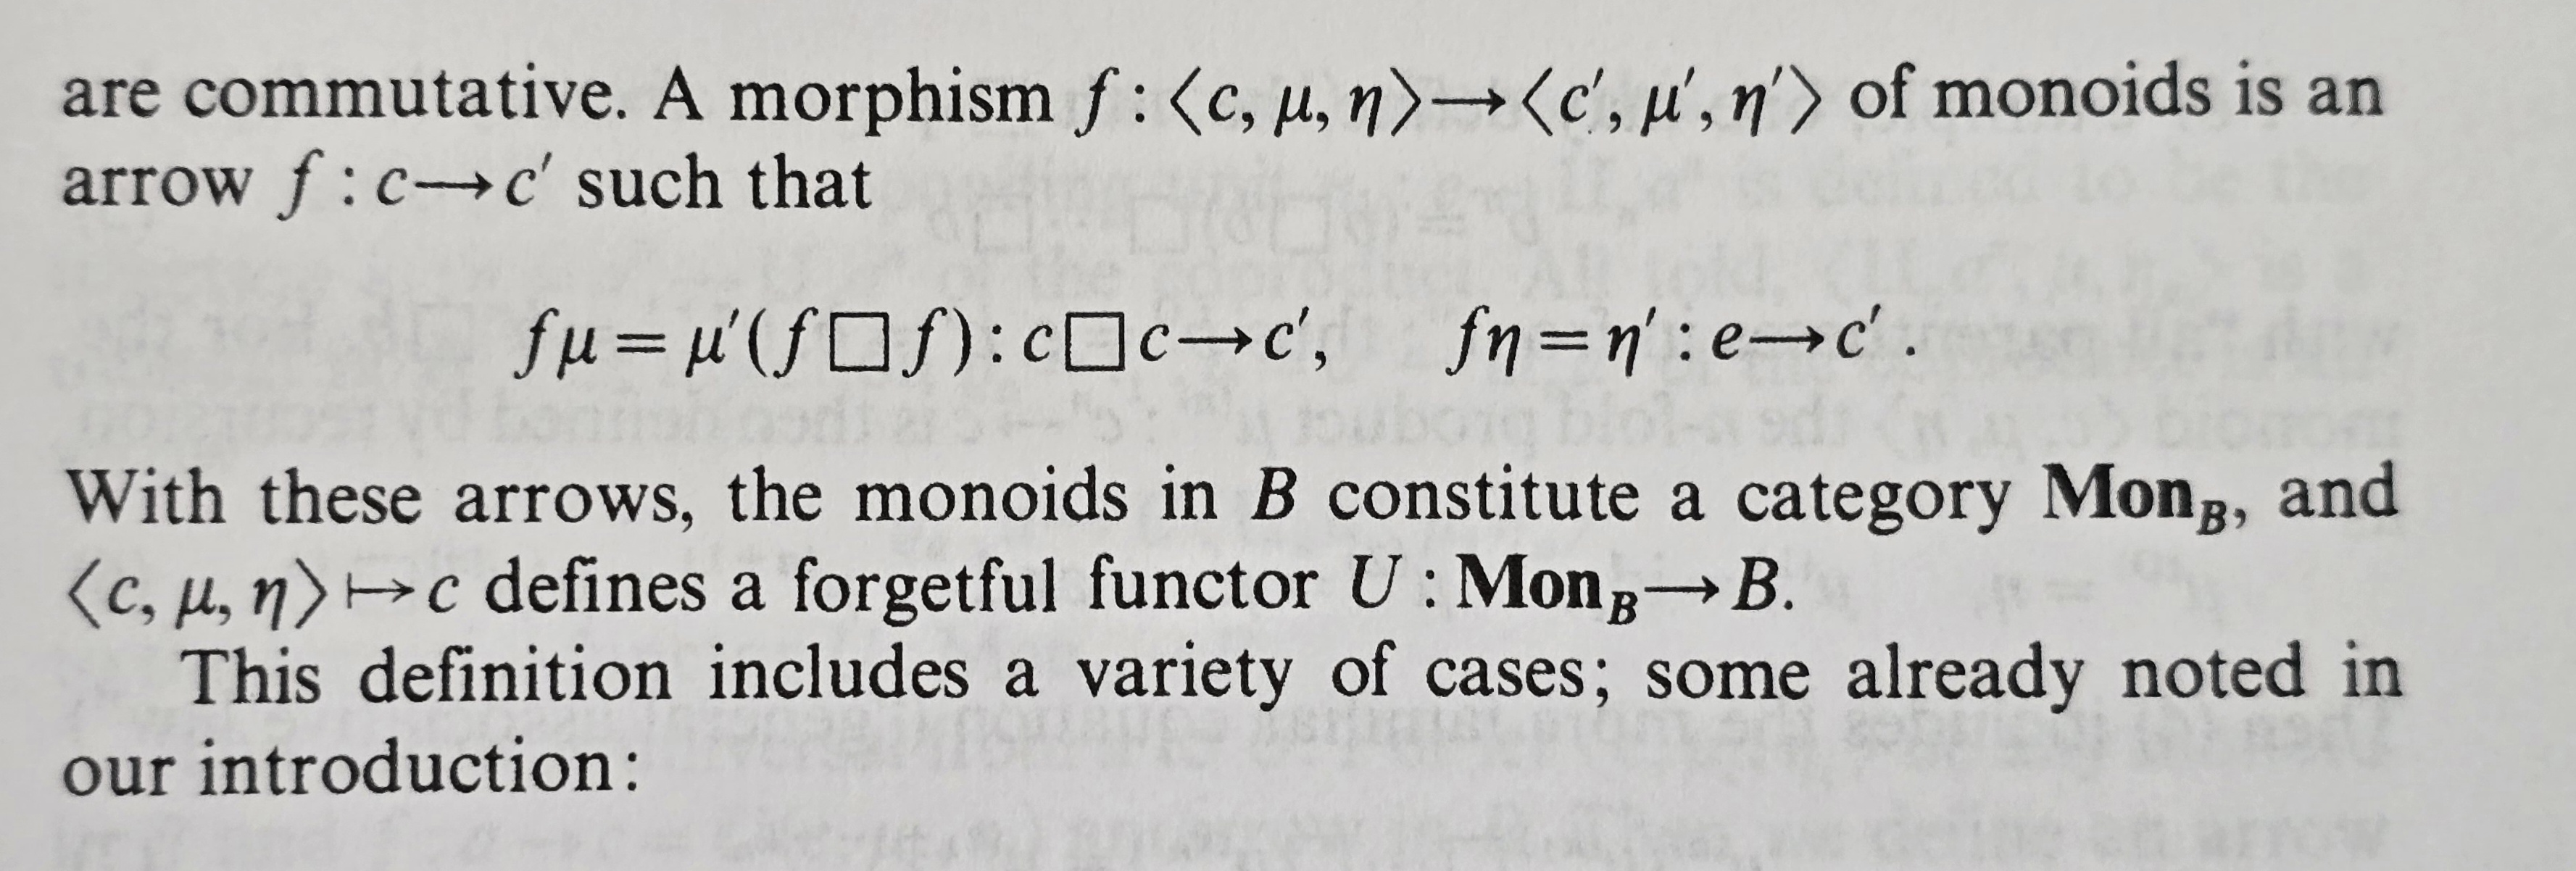 are commutative. A morphism f : ⟨c, μ, η⟩→⟨c′, μ′, η′⟩ of monoids is an
arrow f : c→c′ such that
fμ = μ′(f□f) : c□c→c′, fη = η′ : e→c′ .
With these arrows, the monoids in B constitute a category Mon_B, and
⟨c, μ, η⟩↦c defines a forgetful functor U : Mon_B→B.
This definition includes a variety of cases; some already noted in
our introduction: